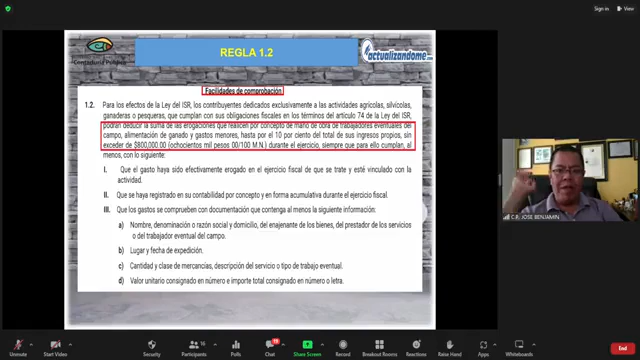 Sign in
View
Contaduría Pública
REGLA 1.2
actualizandome.com
Facilidades de comprobación
1.2. Para los efectos de la Ley del ISR, los contribuyentes dedicados exclusivamente a las actividades agrícolas, silvícolas,
ganaderas o pesqueras, que cumplan con sus obligaciones fiscales en los términos del artículo 74 de la Ley del ISR,
podrán deducir la suma de las erogaciones que realicen por concepto de mano de obra de trabajadores eventuales del
campo, alimentación de ganado y gastos menores, hasta por el 10 por ciento del total de sus ingresos propios, sin
exceder de $800,000.00 (ochocientos mil pesos 00/100 M.N.) durante el ejercicio, siempre que para ello cumplan, al
menos, con lo siguiente:
I. Que el gasto haya sido efectivamente erogado en el ejercicio fiscal de que se trate y esté vinculado con la
actividad.
II. Que se haya registrado en su contabilidad por concepto y en forma acumulativa durante el ejercicio fiscal.
III. Que los gastos se comprueben con documentación que contenga al menos la siguiente información:
a) Nombre, denominación o razón social y domicilio, del enajenante de los bienes, del prestador de los servicios
o del trabajador eventual del campo.
b) Lugar y fecha de expedición.
c) Cantidad y clase de mercancías, descripción del servicio o tipo de trabajo eventual.
d) Valor unitario consignado en número e importe total consignado en número o letra.
C.P. JOSE BENJAMIN
Unmute
Start Video
Security
Participants
16
Polls
Chat
Share Screen
Record
Breakout Rooms
Reactions
Raise Hand
Apps
Whiteboards
End